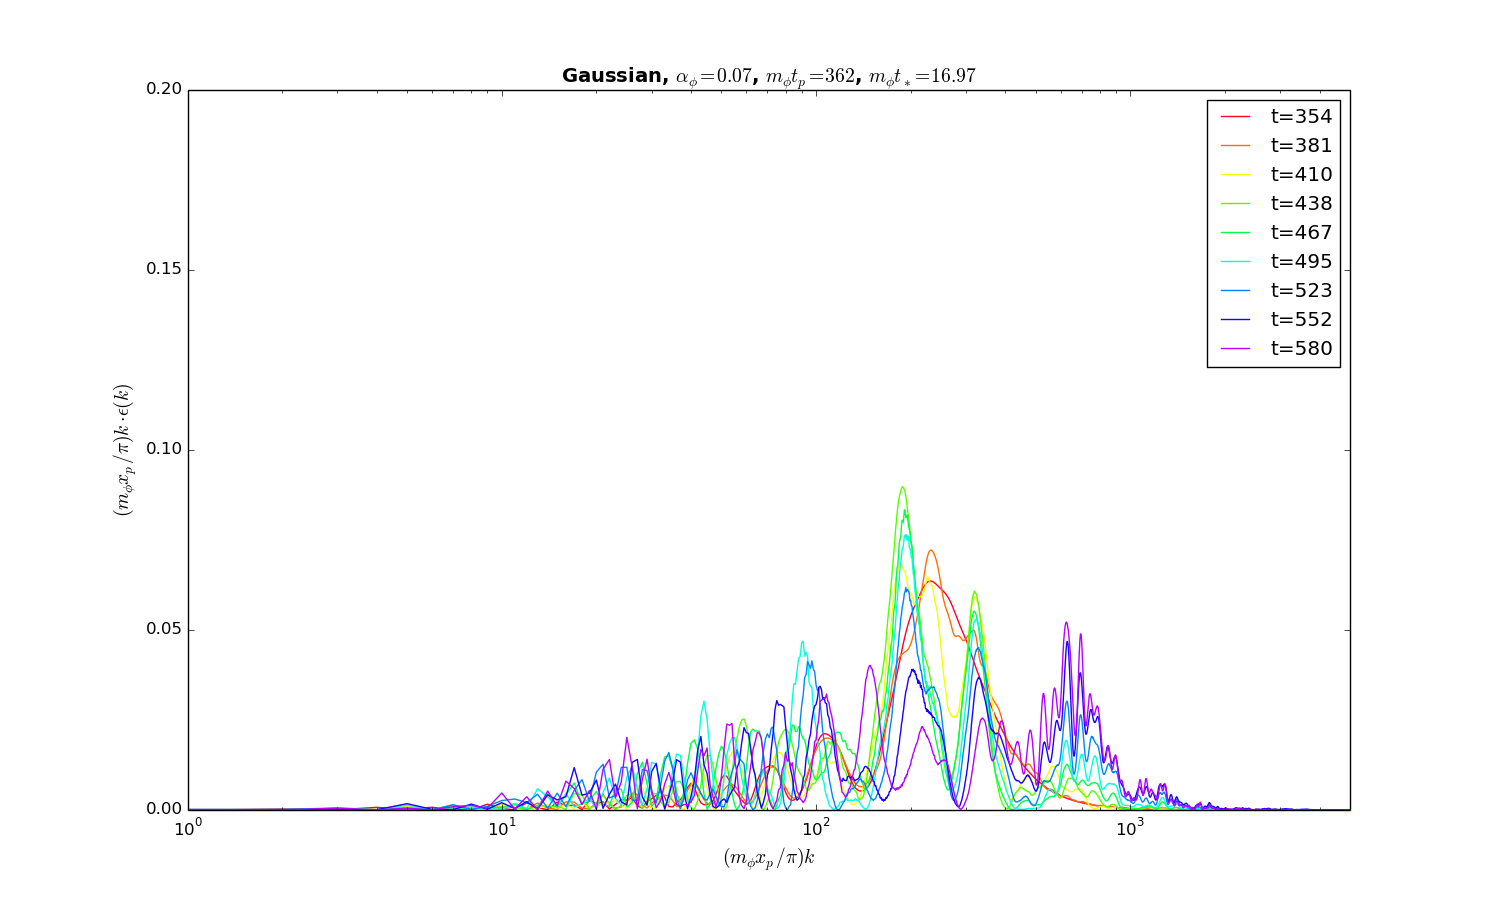 Gaussian, α_ϕ=0.07, m_ϕt_p=362, m_ϕt_*=16.97
0.20
0.15
0.10
0.05
0.00
(m_ϕx_p/π)k·ϵ(k)
10^0
10^1
10^2
10^3
(m_ϕx_p/π)k
t=354
t=381
t=410
t=438
t=467
t=495
t=523
t=552
t=580